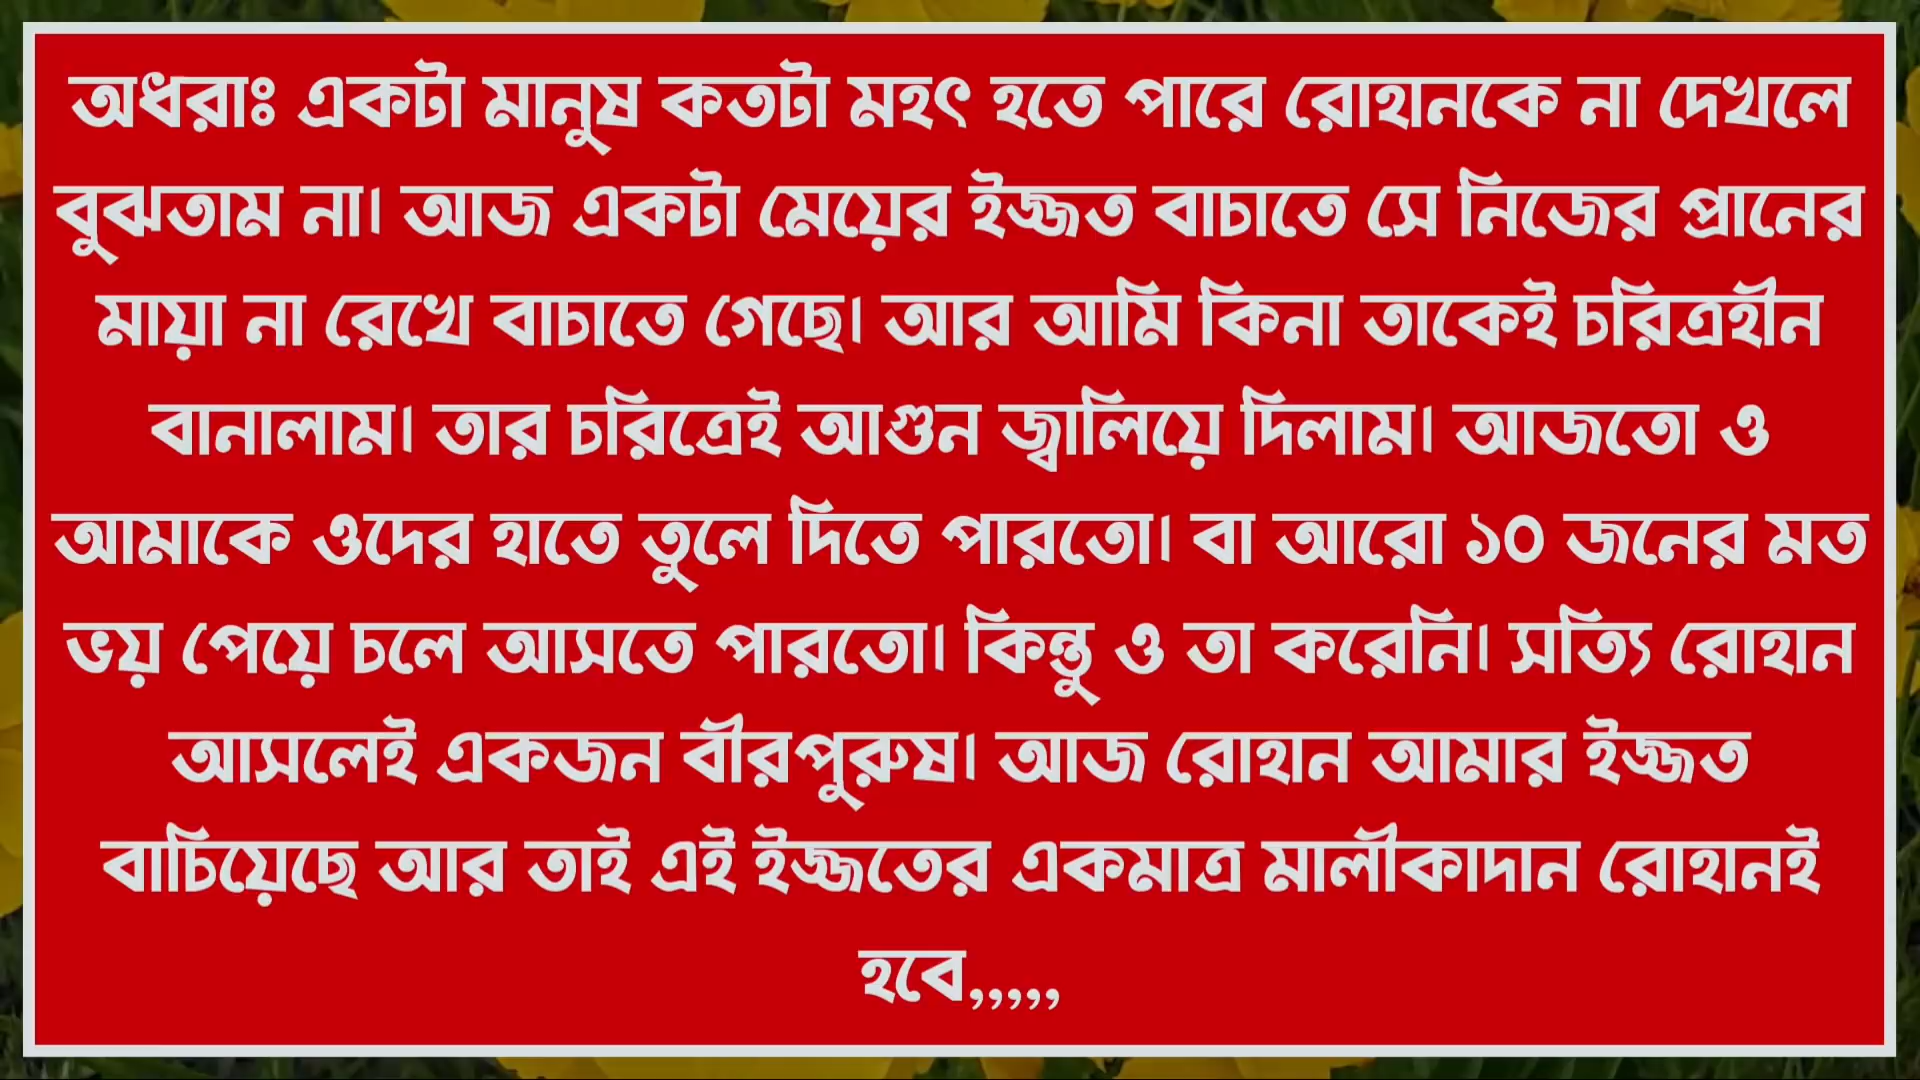 অধরাঃ একটা মানুষ কতটা মহৎ হতে পারে রোহানকে না দেখলে
বুঝতাম না। আজ একটা মেয়ের ইজ্জত বাচাতে সে নিজের প্রানের
মায়া না রেখে বাচাতে গেছে। আর আমি কিনা তাকেই চরিত্রহীন
বানালাম। তার চরিত্রেই আগুন জ্বালিয়ে দিলাম। আজতো ও
আমাকে ওদের হাতে তুলে দিতে পারতো। বা আরো ১০ জনের মত
ভয় পেয়ে চলে আসতে পারতো। কিন্তু ও তা করেনি। সত্যি রোহান
আসলেই একজন বীরপুরুষ। আজ রোহান আমার ইজ্জত
বাচিয়েছে আর তাই এই ইজ্জতের একমাত্র মালীকাদান রোহানই
হবে,,,,,